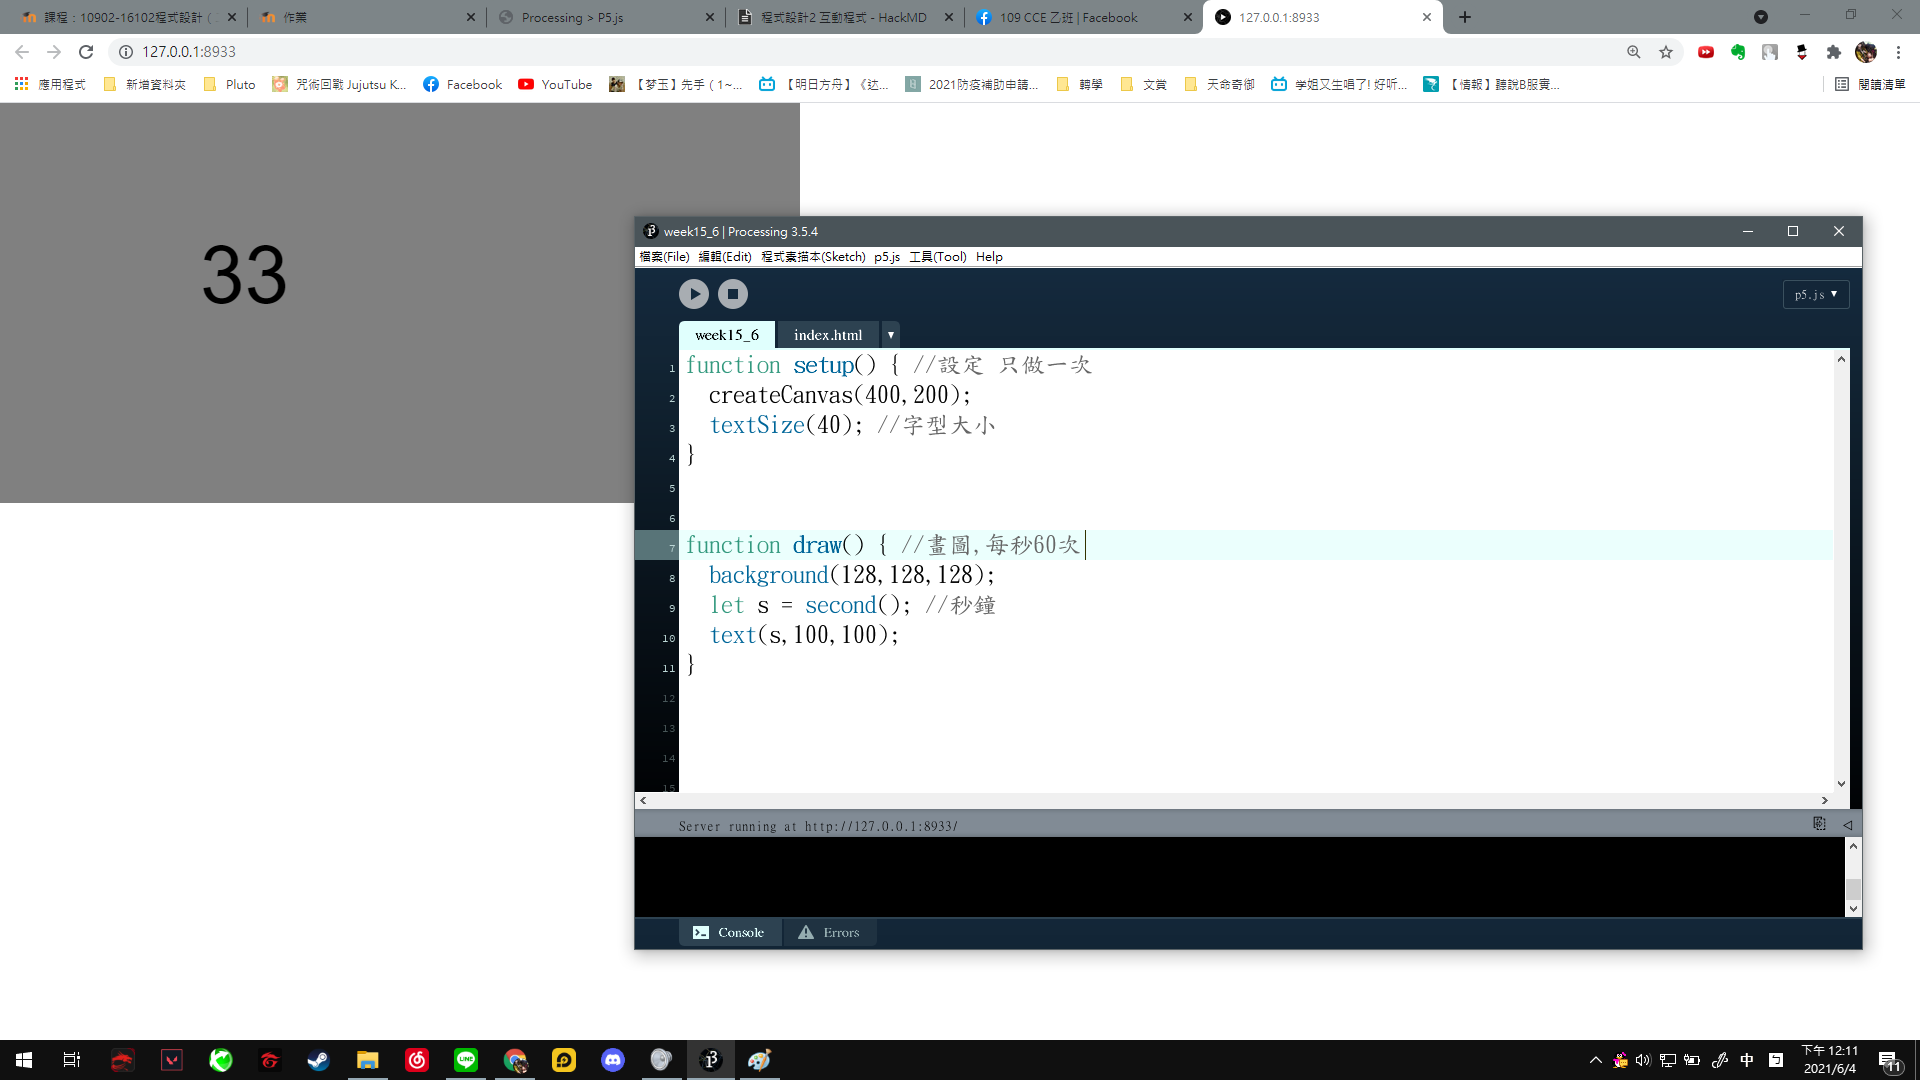 課程：10902-16102程式設計 (
作業
Processing > P5.js
程式設計2 互動程式 - HackMD
109 CCE 乙班 | Facebook
127.0.0.1:8933
127.0.0.1:8933
應用程式
新增資料夾
Pluto
咒術回戰 Jujutsu K...
Facebook
YouTube
【梦玉】先手 ( 1~...
【明日方舟】《达...
2021防疫補助申請...
轉學
文賞
天命奇御
学姐又生唱了! 好听...
【情報】聽說B服要...
閱讀清單
33
week15_6 | Processing 3.5.4
檔案(File) 編輯(Edit) 程式素描本(Sketch) p5.js 工具(Tool) Help
p5.js ▼
week15_6
index.html
1 function setup() { //設定 只做一次
2 createCanvas(400,200);
3 textSize(40); //字型大小
4 }
5
6
7 function draw() { //畫圖,每秒60次
8 background(128,128,128);
9 let s = second(); //秒鐘
10 text(s,100,100);
11 }
12
13
14
15
Server running at http://127.0.0.1:8933/
Console
Errors
中
下午 12:11
2021/6/4
11